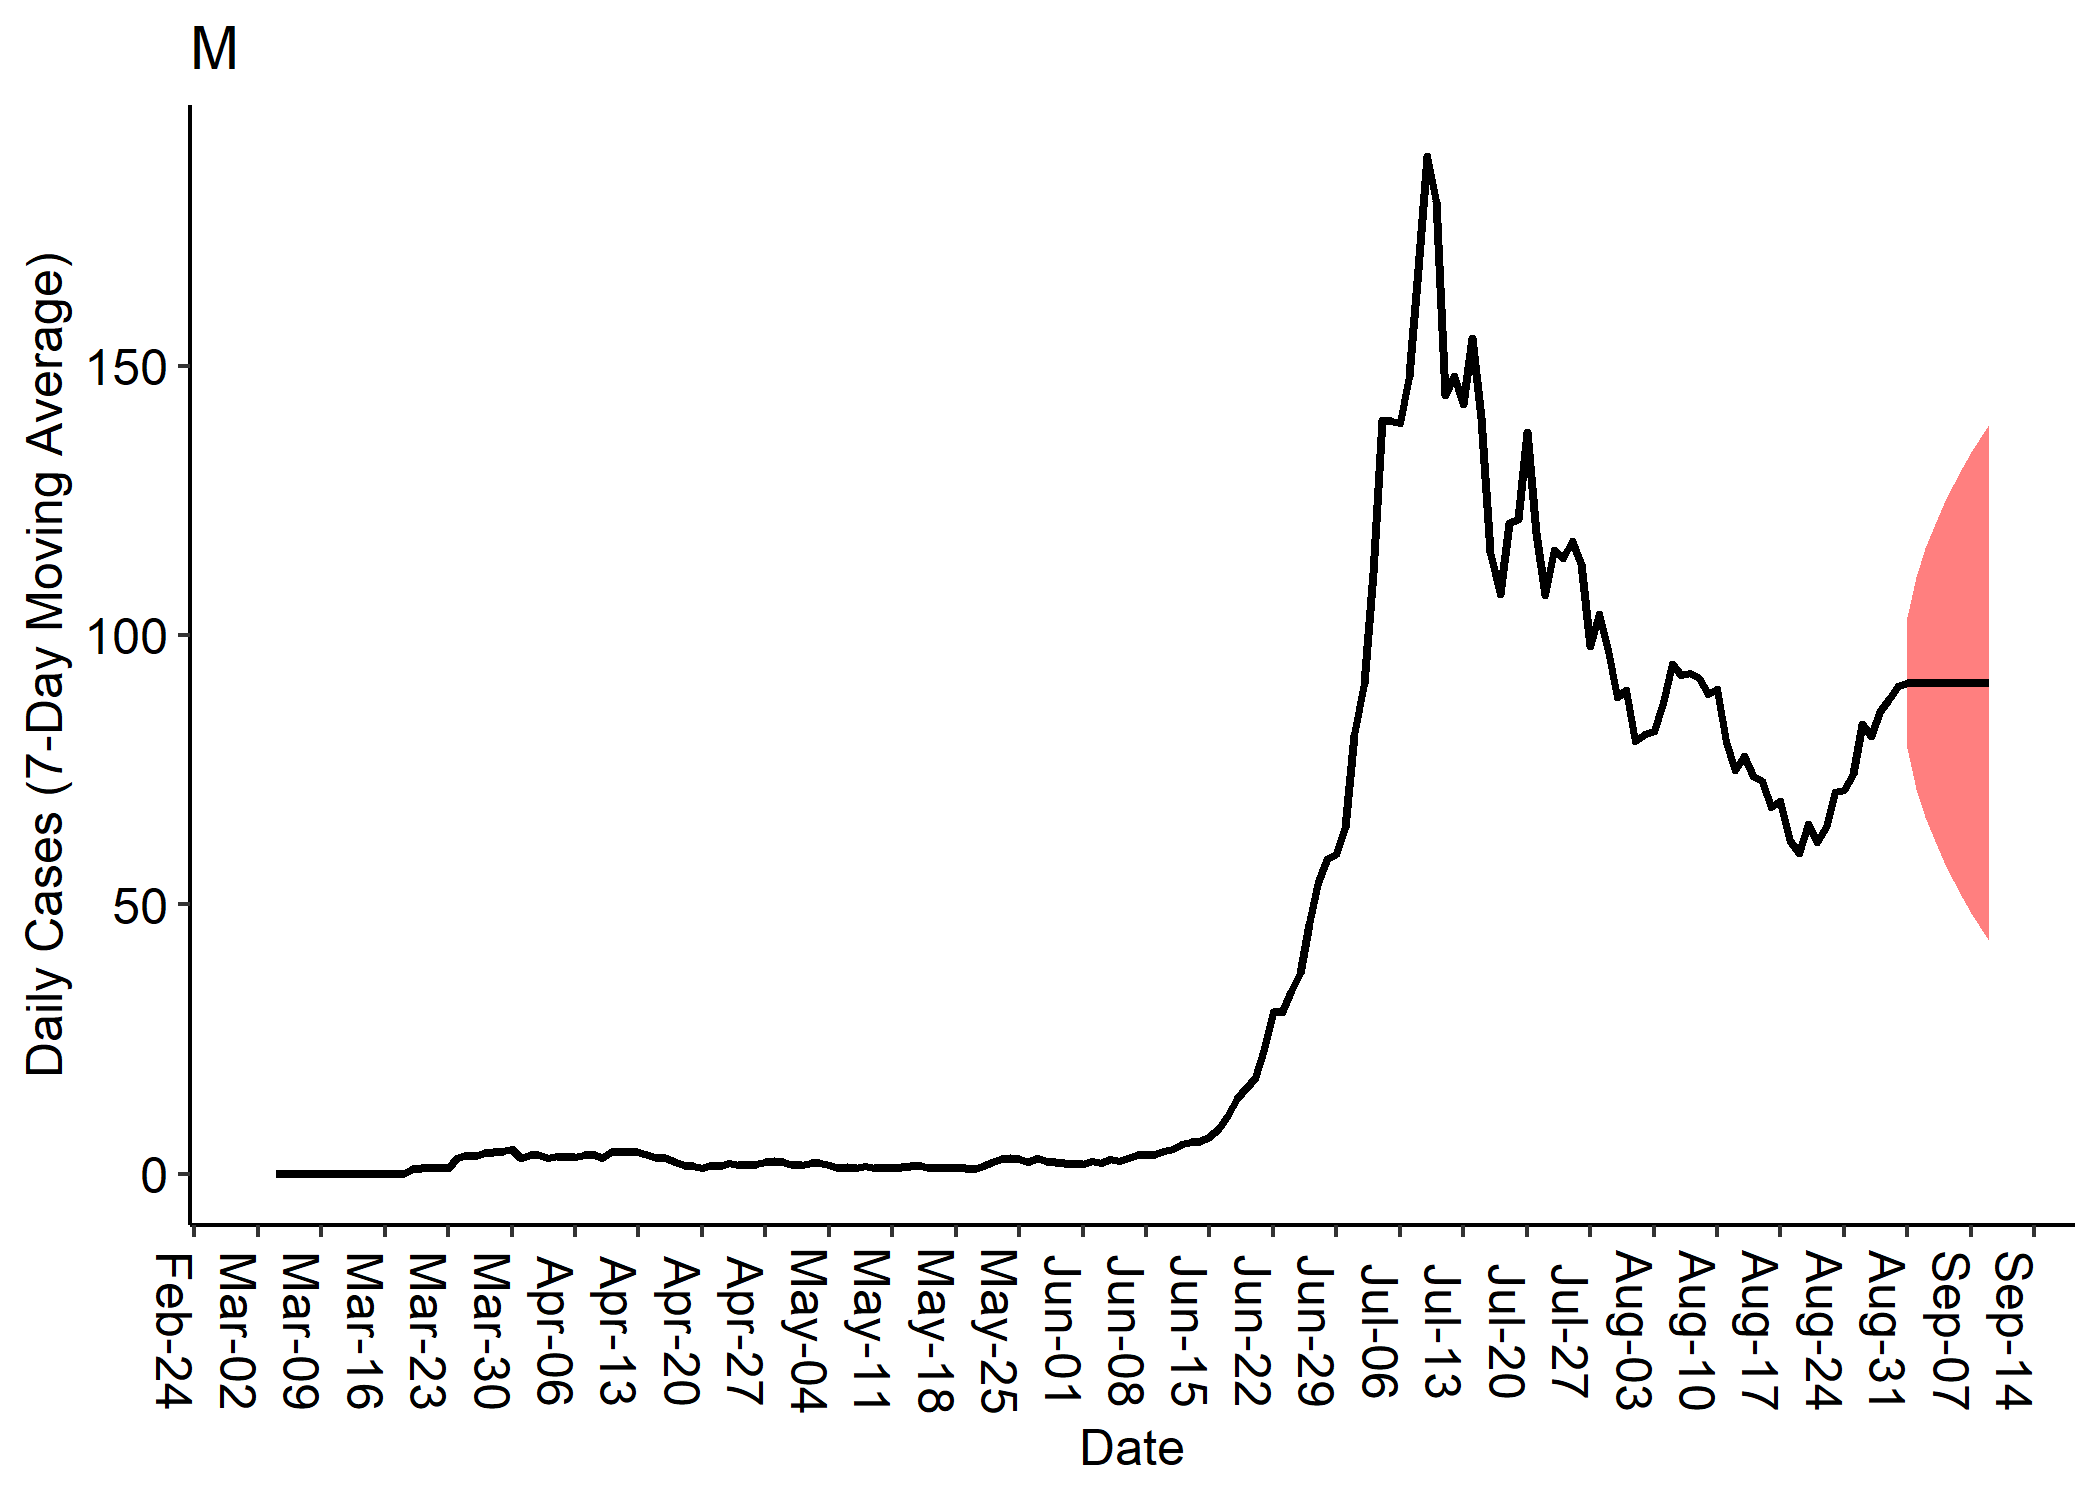 M
Daily Cases (7-Day Moving Average)
150
100
50
0
Feb-24
Mar-02
Mar-09
Mar-16
Mar-23
Mar-30
Apr-06
Apr-13
Apr-20
Apr-27
May-04
May-11
May-18
May-25
Jun-01
Jun-08
Jun-15
Jun-22
Jun-29
Jul-06
Jul-13
Jul-20
Jul-27
Aug-03
Aug-10
Aug-17
Aug-24
Aug-31
Sep-07
Sep-14
Date